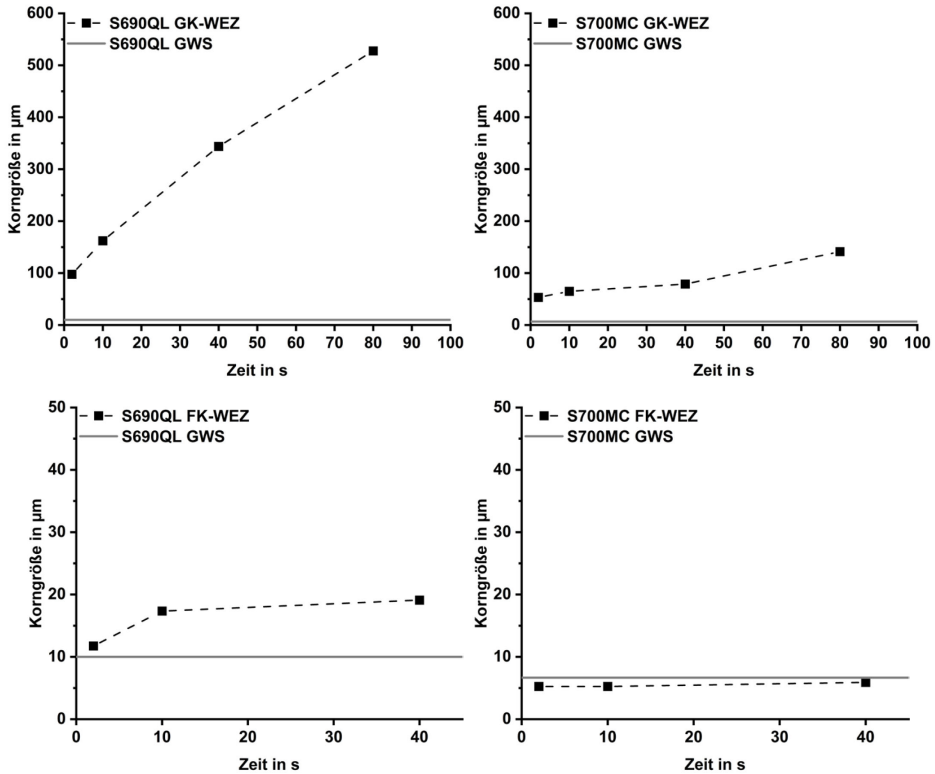 S690QL GK-WEZ
S690QL GWS
Korngröße in µm
600
500
400
300
200
100
0
0 10 20 30 40 50 60 70 80 90 100
Zeit in s
S700MC GK-WEZ
S700MC GWS
Korngröße in µm
600
500
400
300
200
100
0
0 10 20 30 40 50 60 70 80 90 100
Zeit in s
S690QL FK-WEZ
S690QL GWS
Korngröße in µm
50
40
30
20
10
0
0 10 20 30 40
Zeit in s
S700MC FK-WEZ
S700MC GWS
Korngröße in µm
50
40
30
20
10
0
0 10 20 30 40
Zeit in s